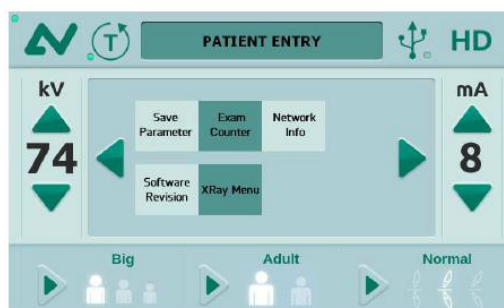 T
PATIENT ENTRY
HD
kV
74
Save
Parameter
Exam
Counter
Network
Info
Software
Revision
XRay Menu
mA
8
Big
Adult
Normal